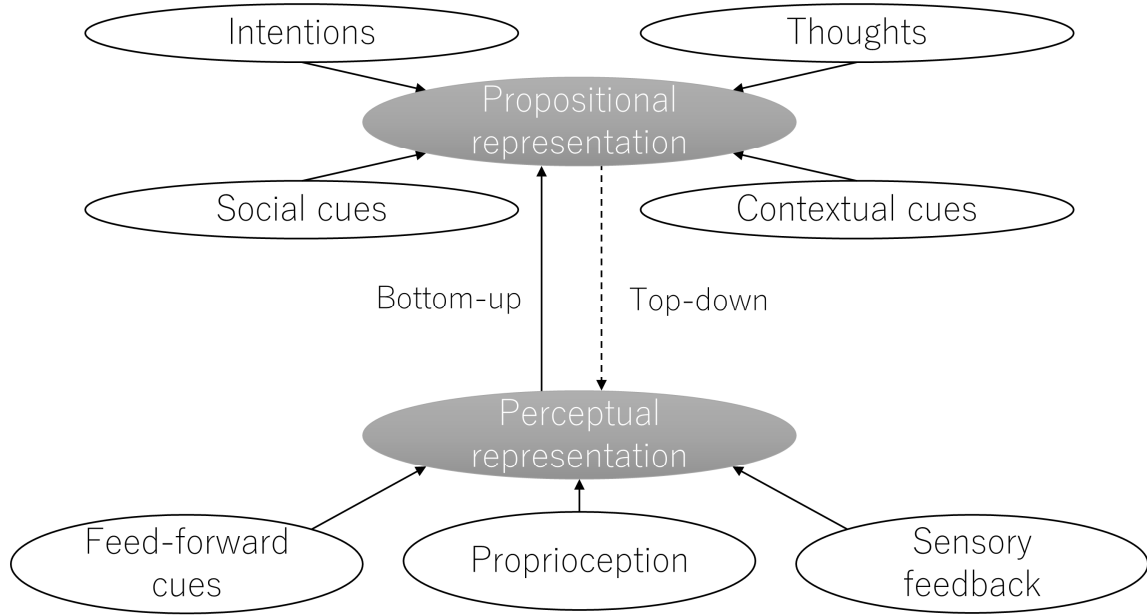 Intentions
Thoughts
Propositional
representation
Social cues
Contextual cues
Bottom-up
Top-down
Perceptual
representation
Feed-forward
cues
Proprioception
Sensory
feedback